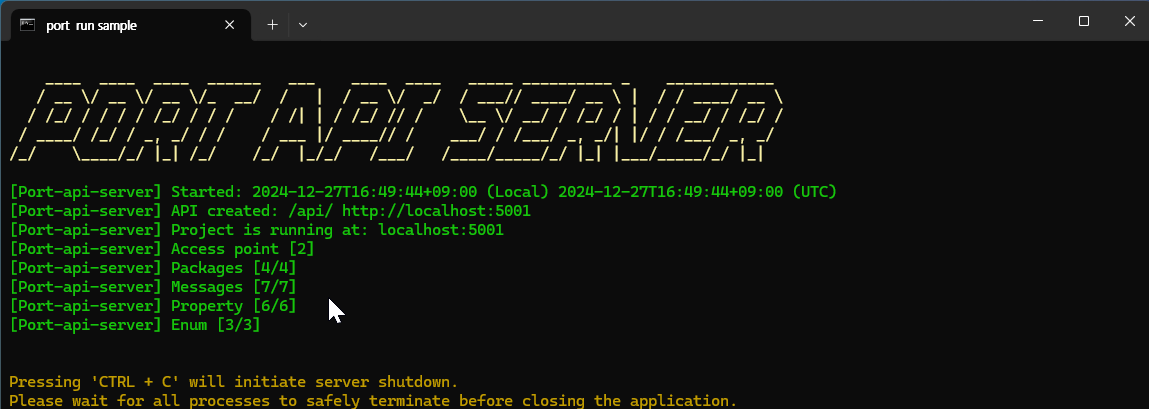 port run sample
PORT API SERVER
[Port-api-server] Started: 2024-12-27T16:49:44+09:00 (Local) 2024-12-27T16:49:44+09:00 (UTC)
[Port-api-server] API created: /api/ http://localhost:5001
[Port-api-server] Project is running at: localhost:5001
[Port-api-server] Access point [2]
[Port-api-server] Packages [4/4]
[Port-api-server] Messages [7/7]
[Port-api-server] Property [6/6]
[Port-api-server] Enum [3/3]
Pressing 'CTRL + C' will initiate server shutdown.
Please wait for all processes to safely terminate before closing the application.